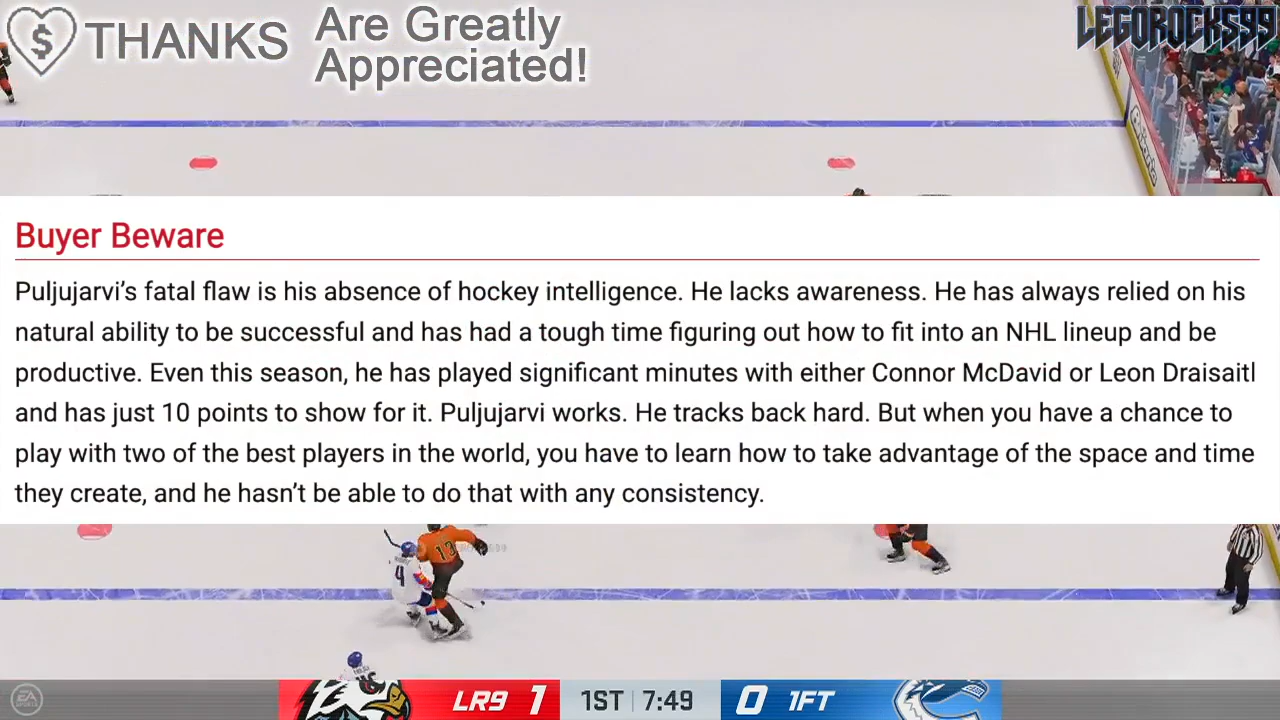 THANKS Are Greatly
Appreciated!
LEGOROCKS99
Buyer Beware
Puljujarvi’s fatal flaw is his absence of hockey intelligence. He lacks awareness. He has always relied on his
natural ability to be successful and has had a tough time figuring out how to fit into an NHL lineup and be
productive. Even this season, he has played significant minutes with either Connor McDavid or Leon Draisaitl
and has just 10 points to show for it. Puljujarvi works. He tracks back hard. But when you have a chance to
play with two of the best players in the world, you have to learn how to take advantage of the space and time
they create, and he hasn’t be able to do that with any consistency.
13
4
EA SPORTS
LR9 1 1ST 7:49 0 1FT